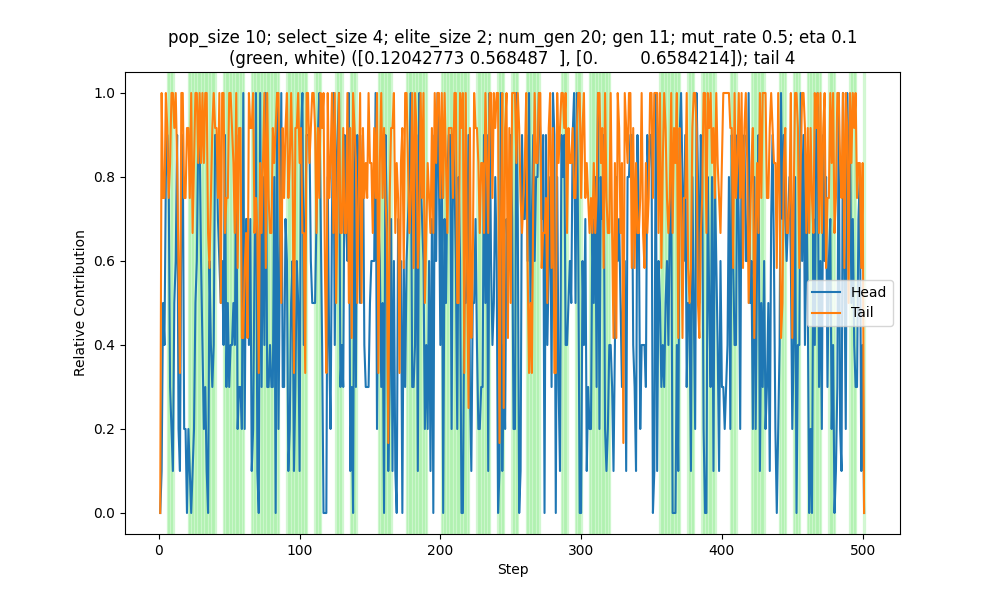 pop_size 10; select_size 4; elite_size 2; num_gen 20; gen 11; mut_rate 0.5; eta 0.1
(green, white) ([0.12042773 0.568487  ], [0.         0.6584214]); tail 4
1.0
0.8
0.6
0.4
0.2
0.0
Relative Contribution
Head
Tail
0 100 200 300 400 500
Step